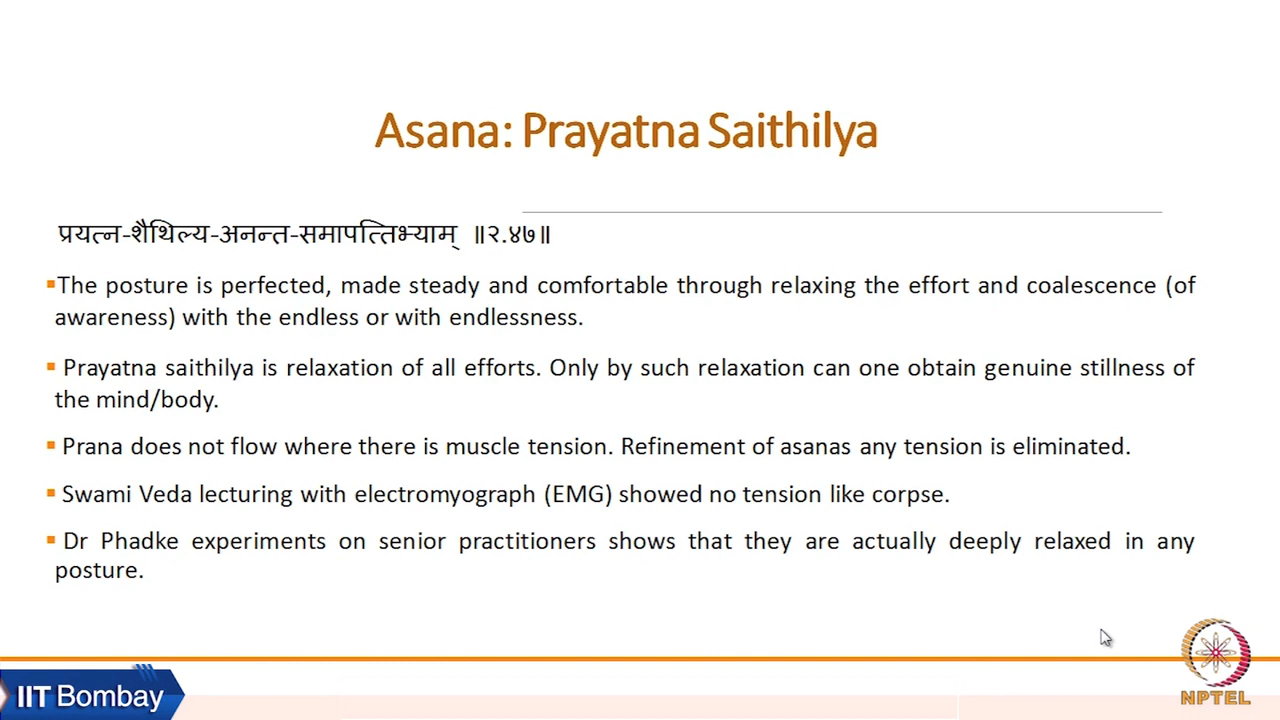 Asana: Prayatna Saithilya
प्रयत्न-शैथिल्य-अनन्त-समापत्तिभ्याम् ॥२.४७॥
▪The posture is perfected, made steady and comfortable through relaxing the effort and coalescence (of
awareness) with the endless or with endlessness.
▪ Prayatna saithilya is relaxation of all efforts. Only by such relaxation can one obtain genuine stillness of
the mind/body.
▪ Prana does not flow where there is muscle tension. Refinement of asanas any tension is eliminated.
▪ Swami Veda lecturing with electromyograph (EMG) showed no tension like corpse.
▪ Dr Phadke experiments on senior practitioners shows that they are actually deeply relaxed in any
posture.
IIT Bombay
NPTEL